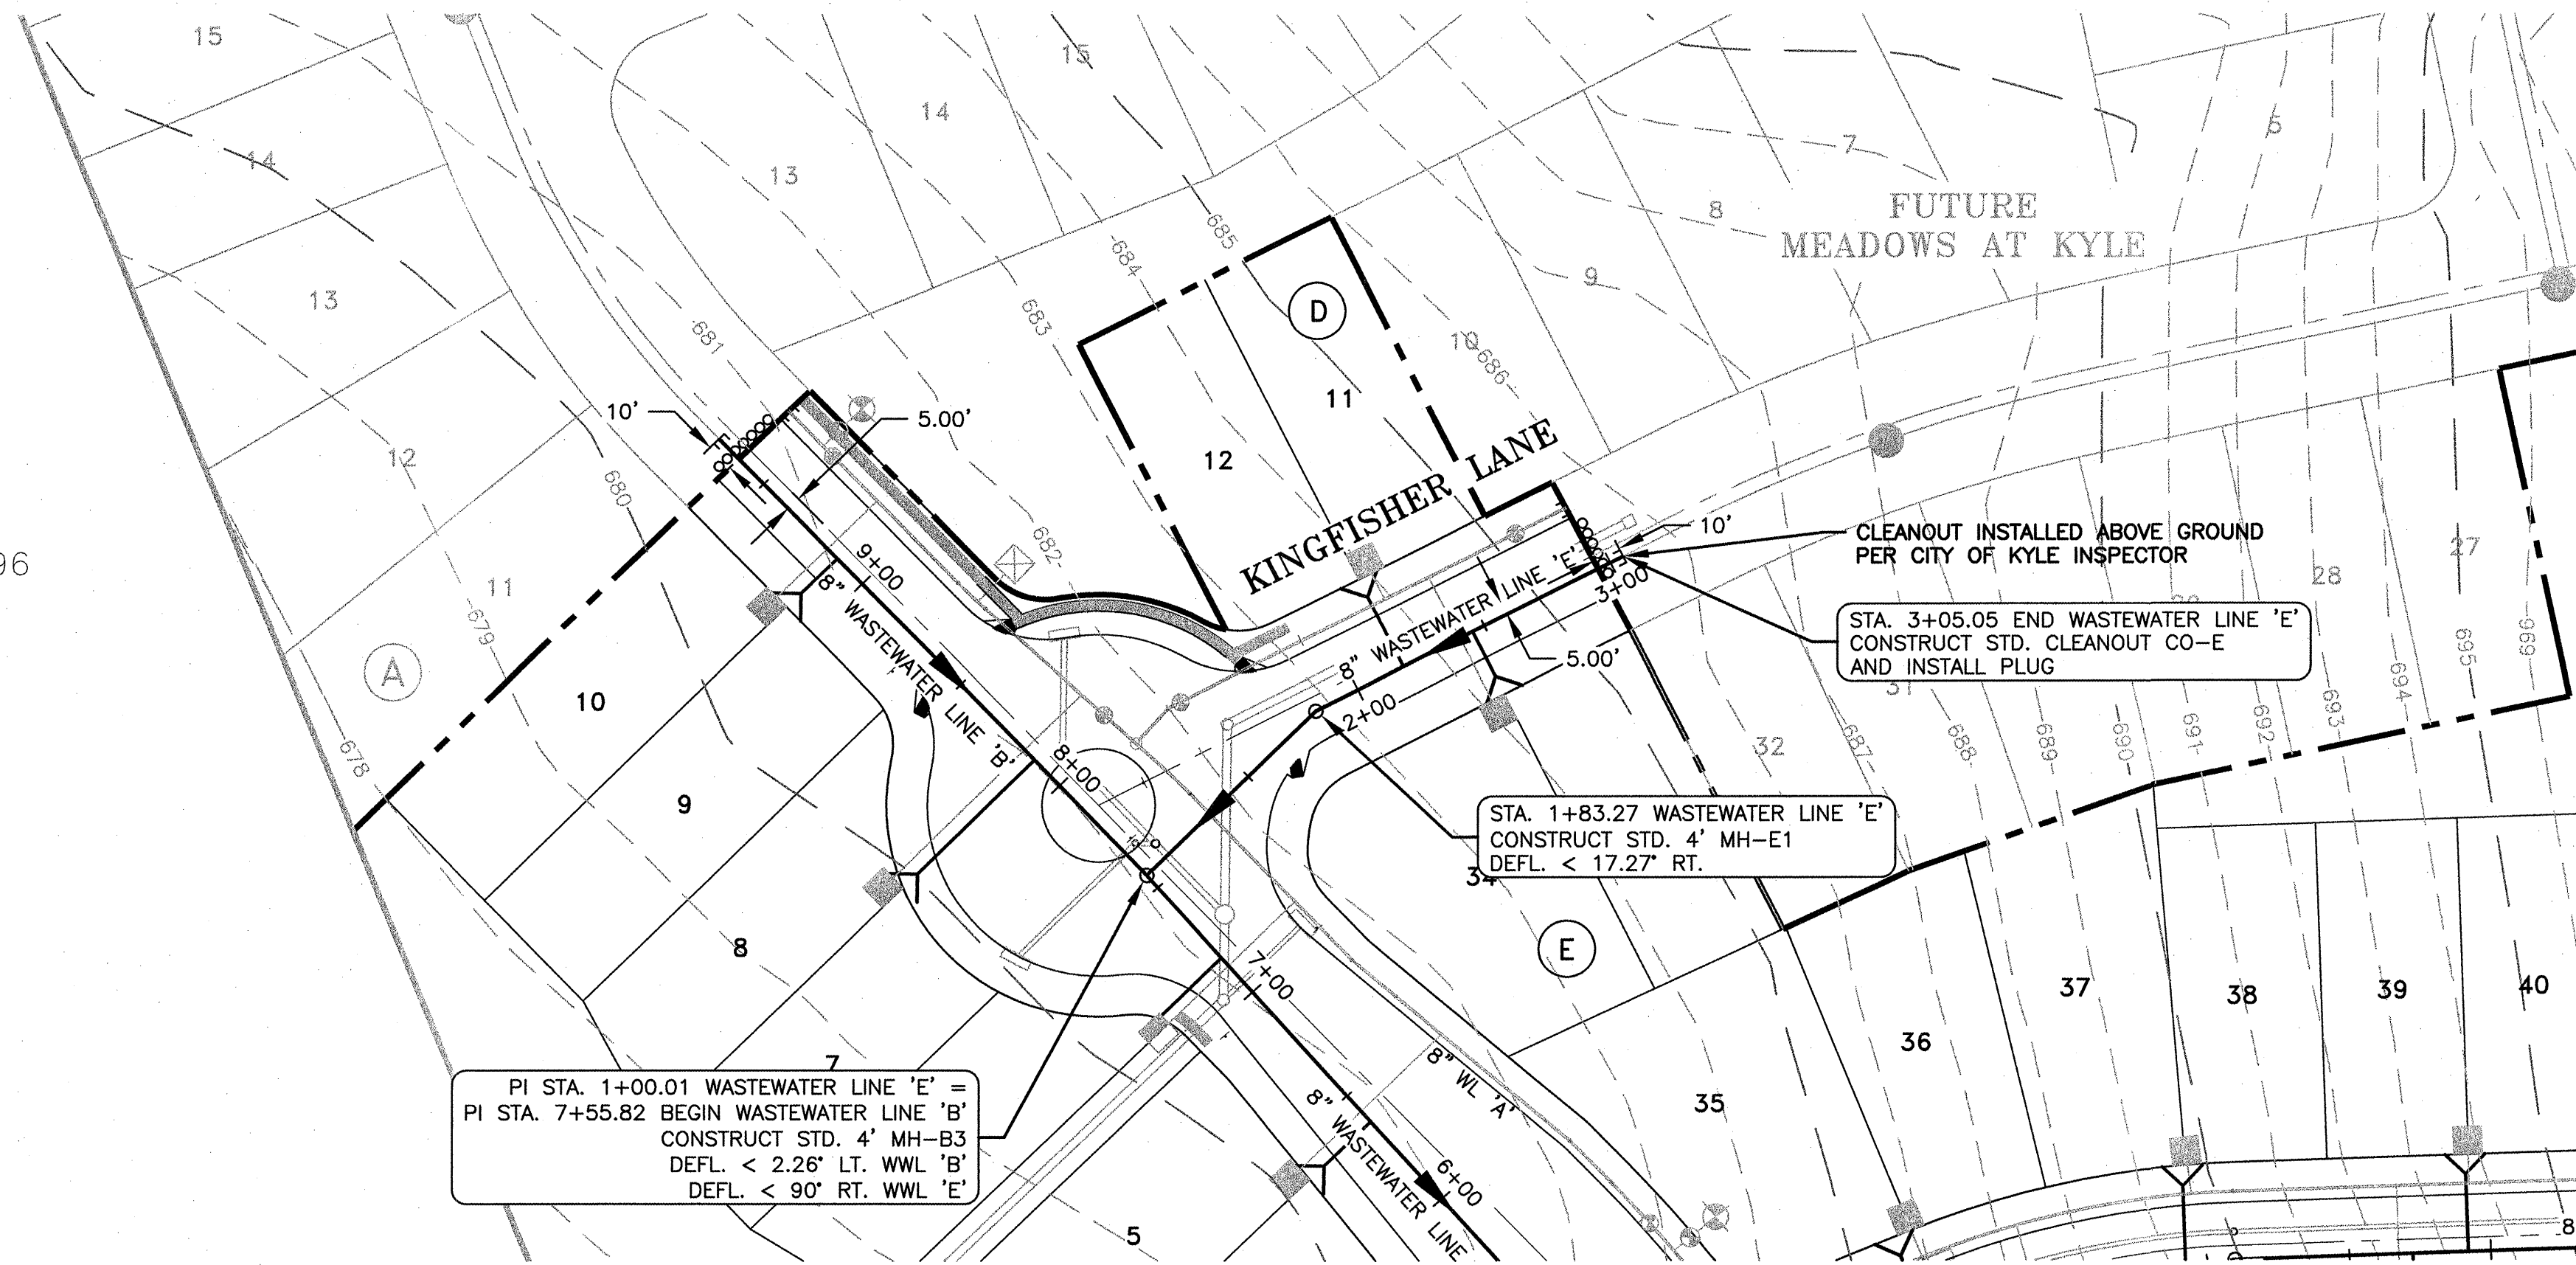 15
15
14
14
13
13
12
11
A
10
9
8
7
5
5
7
8
9
10
FUTURE
MEADOWS AT KYLE
D
11
12
KINGFISHER LANE
685
684
683
682
681
680
679
678
686
687
688
689
690
691
692
693
694
695
696
96
10'
5.00'
9+00
8" WASTEWATER LINE 'B'
8+00
7+00
6+00
8" WASTEWATER LINE
8" WL 'A'
8" WASTEWATER LINE 'E'
2+00
3+00
5.00'
10'
CLEANOUT INSTALLED ABOVE GROUND
PER CITY OF KYLE INSPECTOR
STA. 3+05.05 END WASTEWATER LINE 'E'
CONSTRUCT STD. CLEANOUT CO-E
AND INSTALL PLUG
STA. 1+83.27 WASTEWATER LINE 'E'
CONSTRUCT STD. 4' MH-E1
DEFL. < 17.27° RT.
PI STA. 1+00.01 WASTEWATER LINE 'E' =
PI STA. 7+55.82 BEGIN WASTEWATER LINE 'B'
CONSTRUCT STD. 4' MH-B3
DEFL. < 2.26° LT. WWL 'B'
DEFL. < 90° RT. WWL 'E'
27
28
31
32
34
E
35
36
37
38
39
40
8